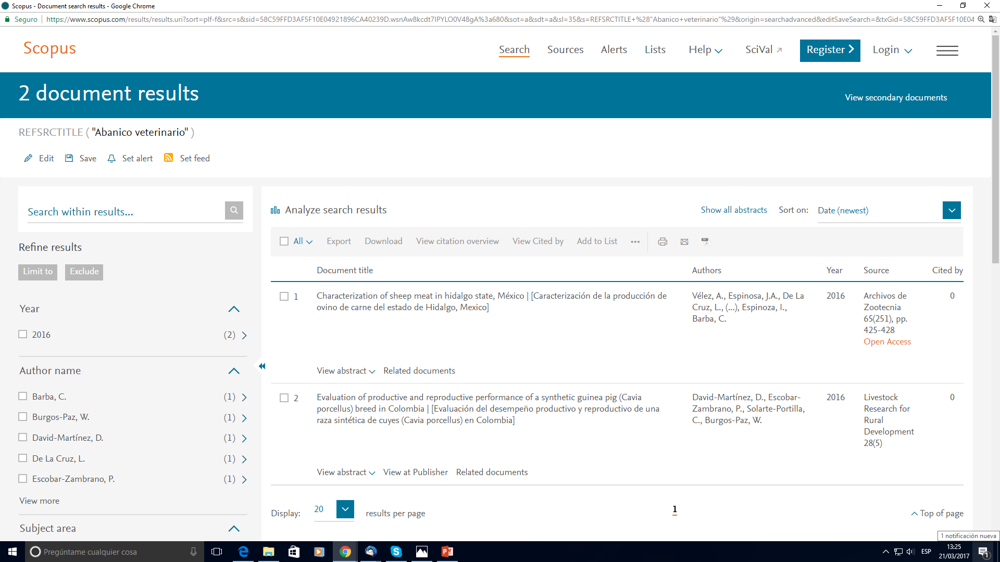 Scopus - Document search results - Google Chrome
Seguro https://www.scopus.com/results/results.uri?sort=plf-f&src=s&sid=58C59FFD3AF5F10E04921896CA40239D.wsnAw8kcdt7IPYLO0V48gA%3a680&sot=a&sdt=a&sl=35&s=REFSRCTITLE+%28"Abanico+veterinario"%29&origin=searchadvanced&editSaveSearch=&txGid=58C59FFD3AF5F10E04
Scopus
Search Sources Alerts Lists Help SciVal Register Login
2 document results
View secondary documents
REFSRCTITLE ( "Abanico veterinario" )
Edit Save Set alert Set feed
Search within results...
Refine results
Limit to Exclude
Year
2016 (2)
Author name
Barba, C. (1)
Burgos-Paz, W. (1)
David-Martínez, D. (1)
De La Cruz, L. (1)
Escobar-Zambrano, P. (1)
View more
Subject area
Analyze search results
Show all abstracts Sort on: Date (newest)
All Export Download View citation overview View Cited by Add to List •••
Document title Authors Year Source Cited by
1 Characterization of sheep meat in hidalgo state, México | [Caracterización de la producción de
ovino de carne del estado de Hidalgo, Mexico]
Vélez, A., Espinosa, J.A., De La
Cruz, L., (...), Espinoza, I.,
Barba, C.
2016
Archivos de
Zootecnia
65(251), pp.
425-428
Open Access
0
View abstract Related documents
2 Evaluation of productive and reproductive performance of a synthetic guinea pig (Cavia
porcellus) breed in Colombia | [Evaluación del desempeño productivo y reproductivo de una
raza sintética de cuyes (Cavia porcellus) en Colombia]
David-Martínez, D., Escobar-
Zambrano, P., Solarte-Portilla,
C., Burgos-Paz, W.
2016
Livestock
Research for
Rural
Development
28(5)
0
View abstract View at Publisher Related documents
Display: 20 results per page
1
Top of page
1 notificación nueva
Pregúntame cualquier cosa
ESP
13:25
21/03/2017
1